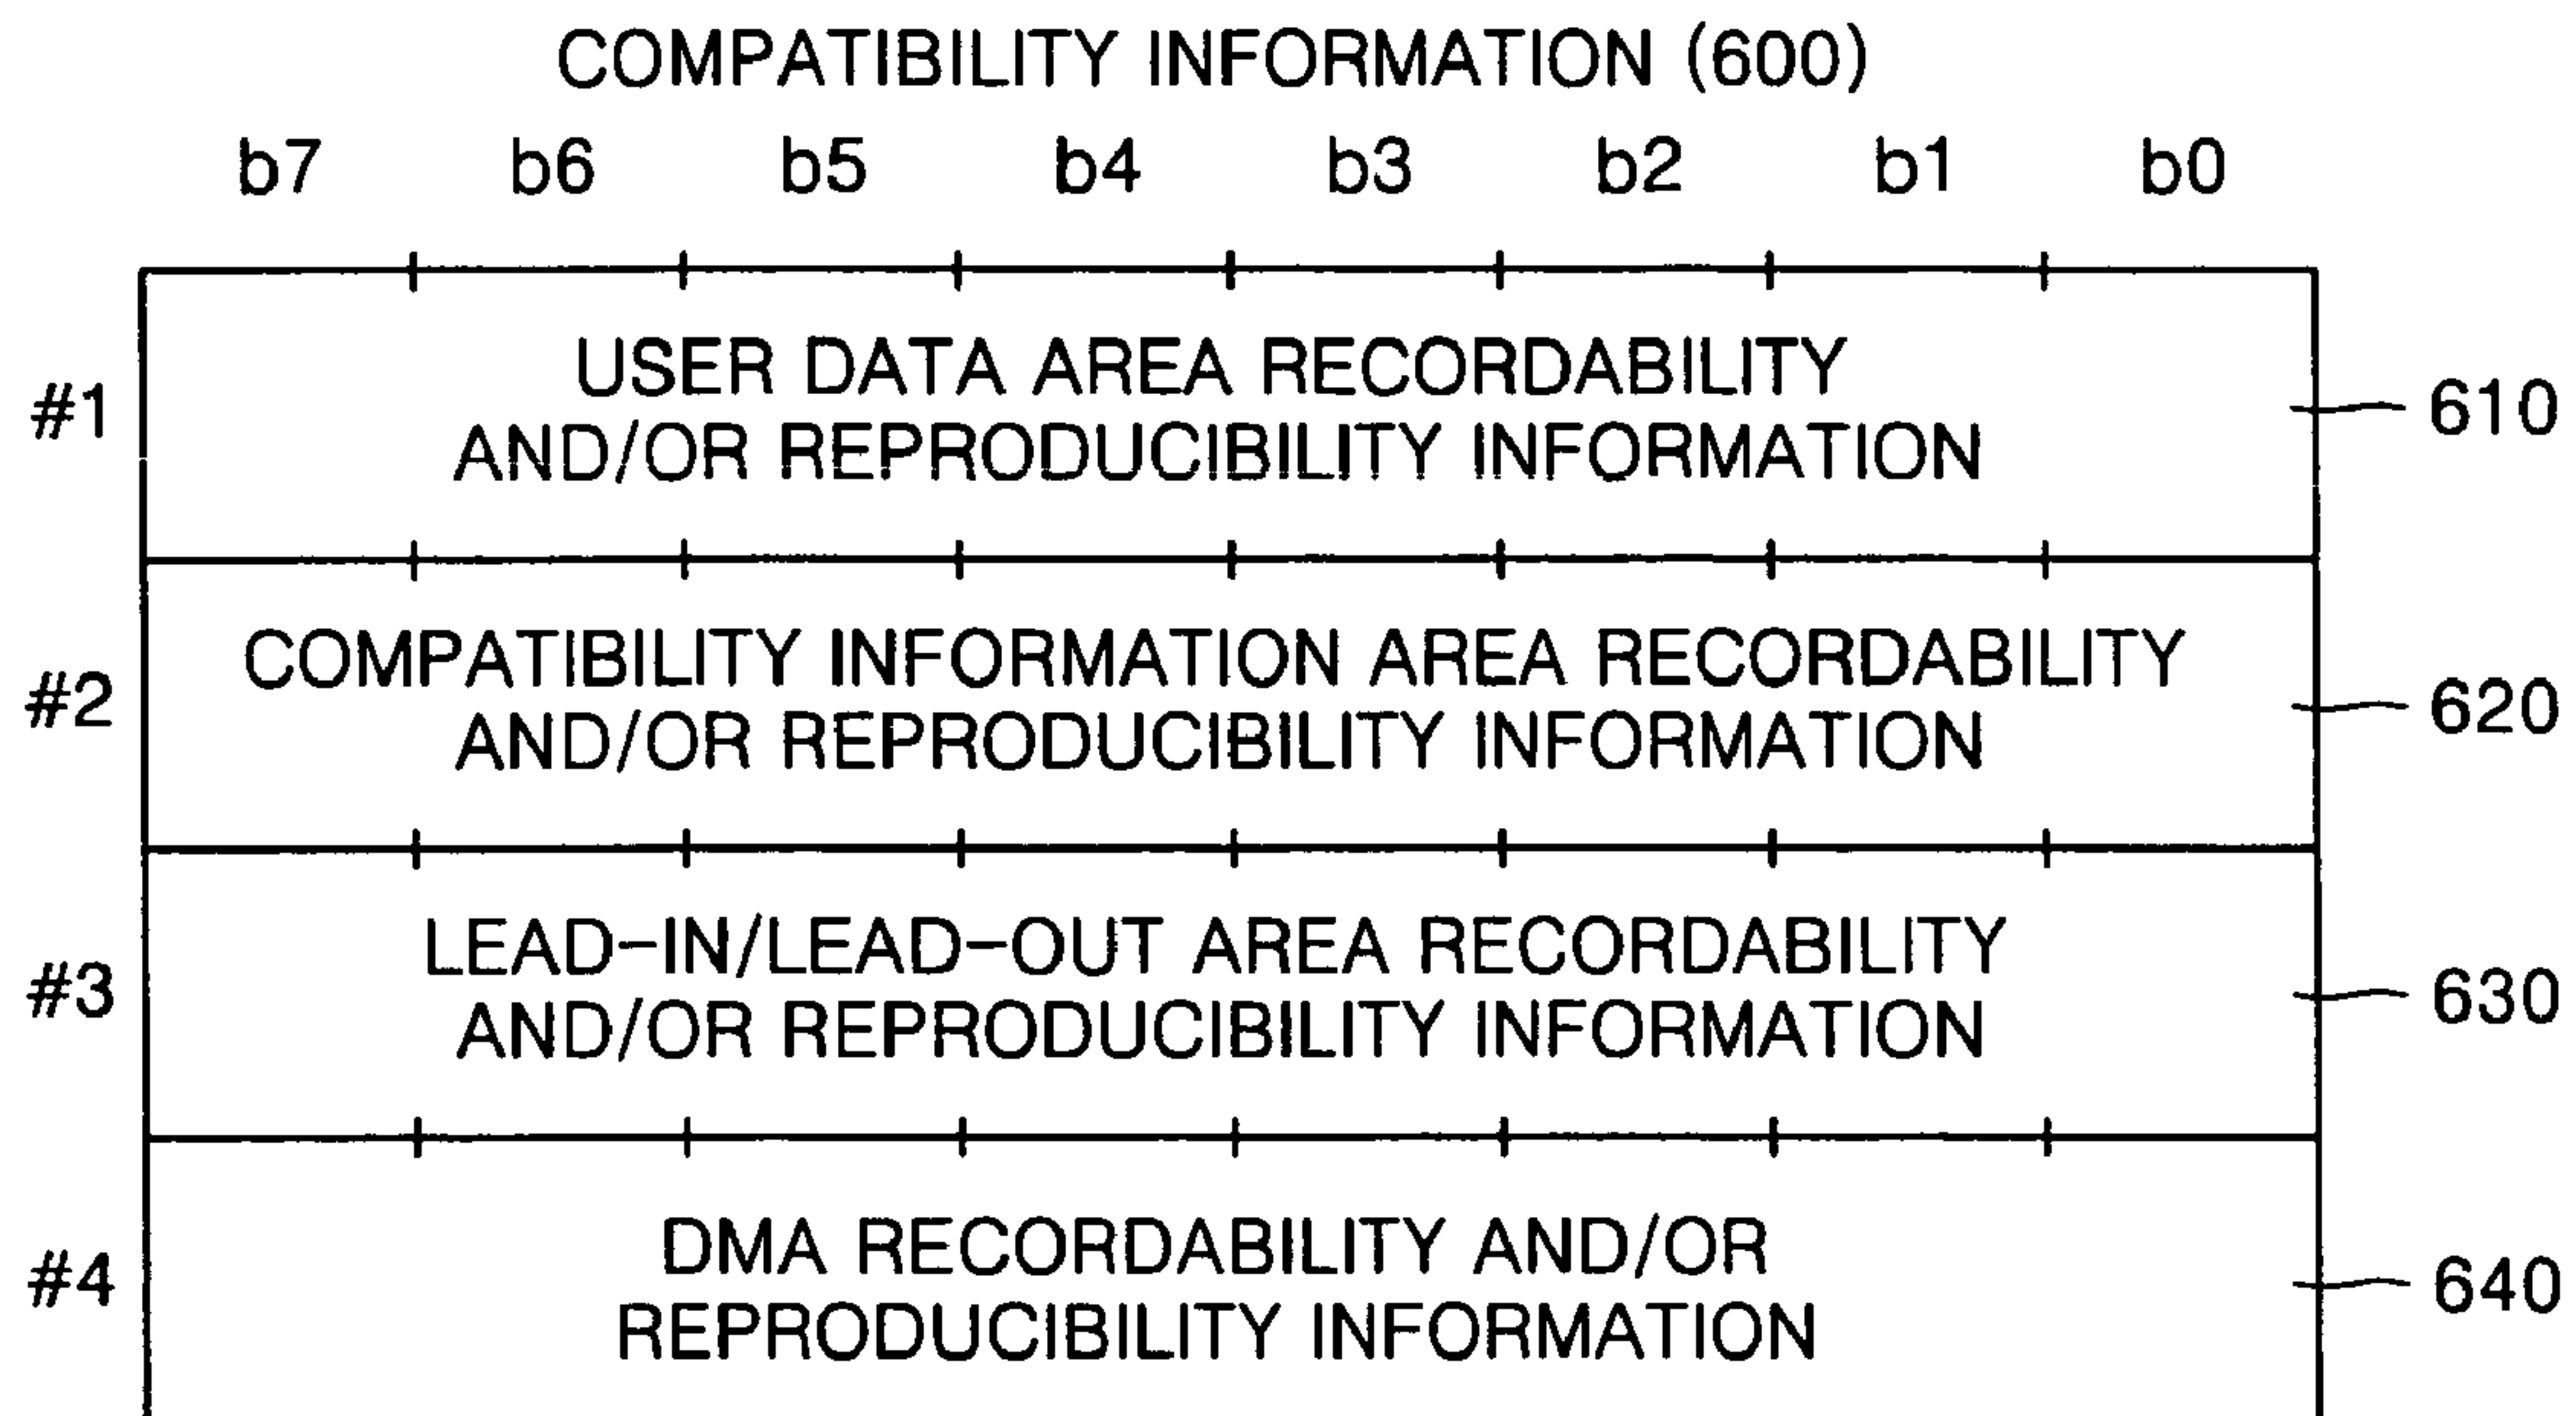 COMPATIBILITY INFORMATION (600)
b7 b6 b5 b4 b3 b2 b1 b0
USER DATA AREA RECORDABILITY
#1 AND/OR REPRODUCIBILITY INFORMATION 610
COMPATIBILITY INFORMATION AREA RECORDABILITY
#2 AND/OR REPRODUCIBILITY INFORMATION 620
LEAD-IN/LEAD-OUT AREA RECORDABILITY
#3 AND/OR REPRODUCIBILITY INFORMATION 630
DMA RECORDABILITY AND/OR
#4 REPRODUCIBILITY INFORMATION 640